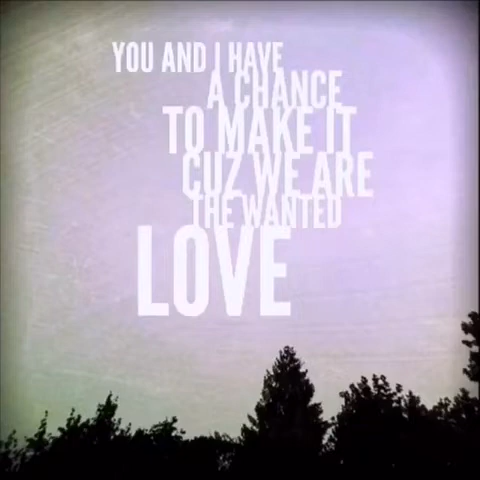 YOU AND I HAVE
A CHANCE
TO MAKE IT
CUZ WE ARE
THE WANTED
LOVE